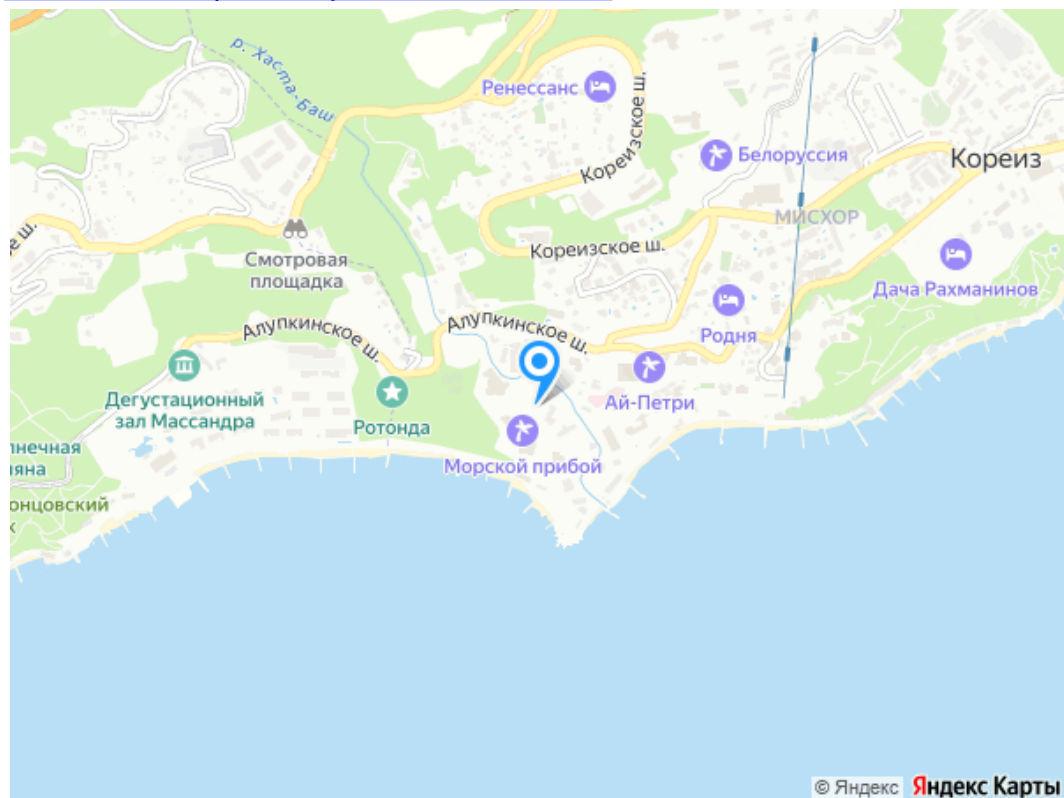 р. Хаста-Баш
Ренессанс
Кореизское ш.
Белоруссия
Кореиз
МИСХОР
Кореизское ш.
Смотровая
площадка
Дача Рахманинов
Алупкинское ш.
Алупкинское ш.
Родня
Ай-Петри
Дегустационный
зал Массандра
Ротонда
Морской прибой
© Яндекс Яндекс Карты